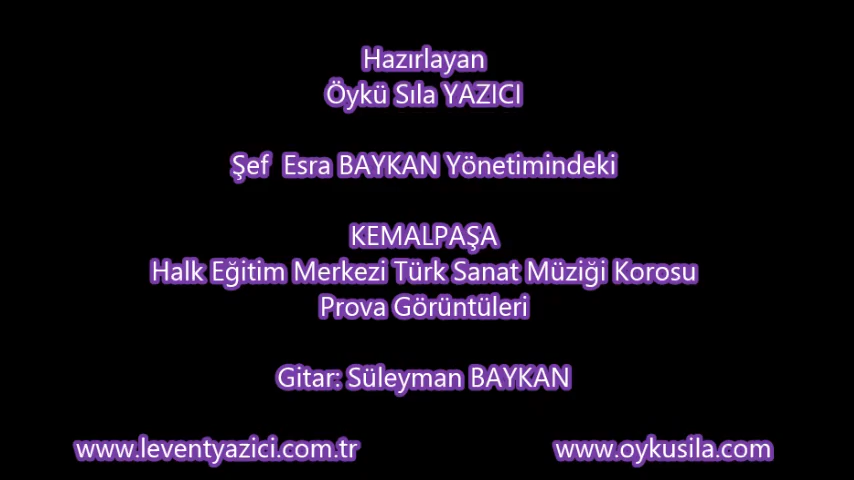 Hazırlayan
Öykü Sıla YAZICI
Şef Esra BAYKAN Yönetimindeki
KEMALPAŞA
Halk Eğitim Merkezi Türk Sanat Müziği Korosu
Prova Görüntüleri
Gitar: Süleyman BAYKAN
www.leventyazici.com.tr www.oykusila.com